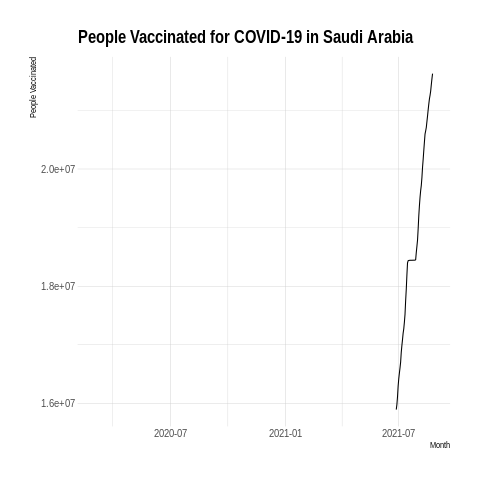 People Vaccinated for COVID-19 in Saudi Arabia
People Vaccinated
2.0e+07
1.8e+07
1.6e+07
2020-07 2021-01 2021-07
Month